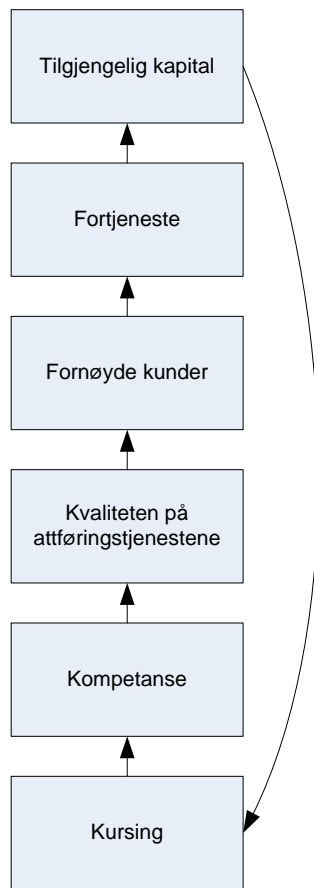 Tilgjengelig kapital
Fortjeneste
Fornøyde kunder
Kvaliteten på
attføringstjenestene
Kompetanse
Kursing